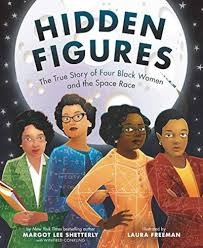 HIDDEN
FIGURES
The True Story of Four Black Women
and the Space Race
New York Times bestselling author
MARGOT LEE SHETTERLY
with WINIFRED CONKLING
illustrated by
LAURA FREEMAN